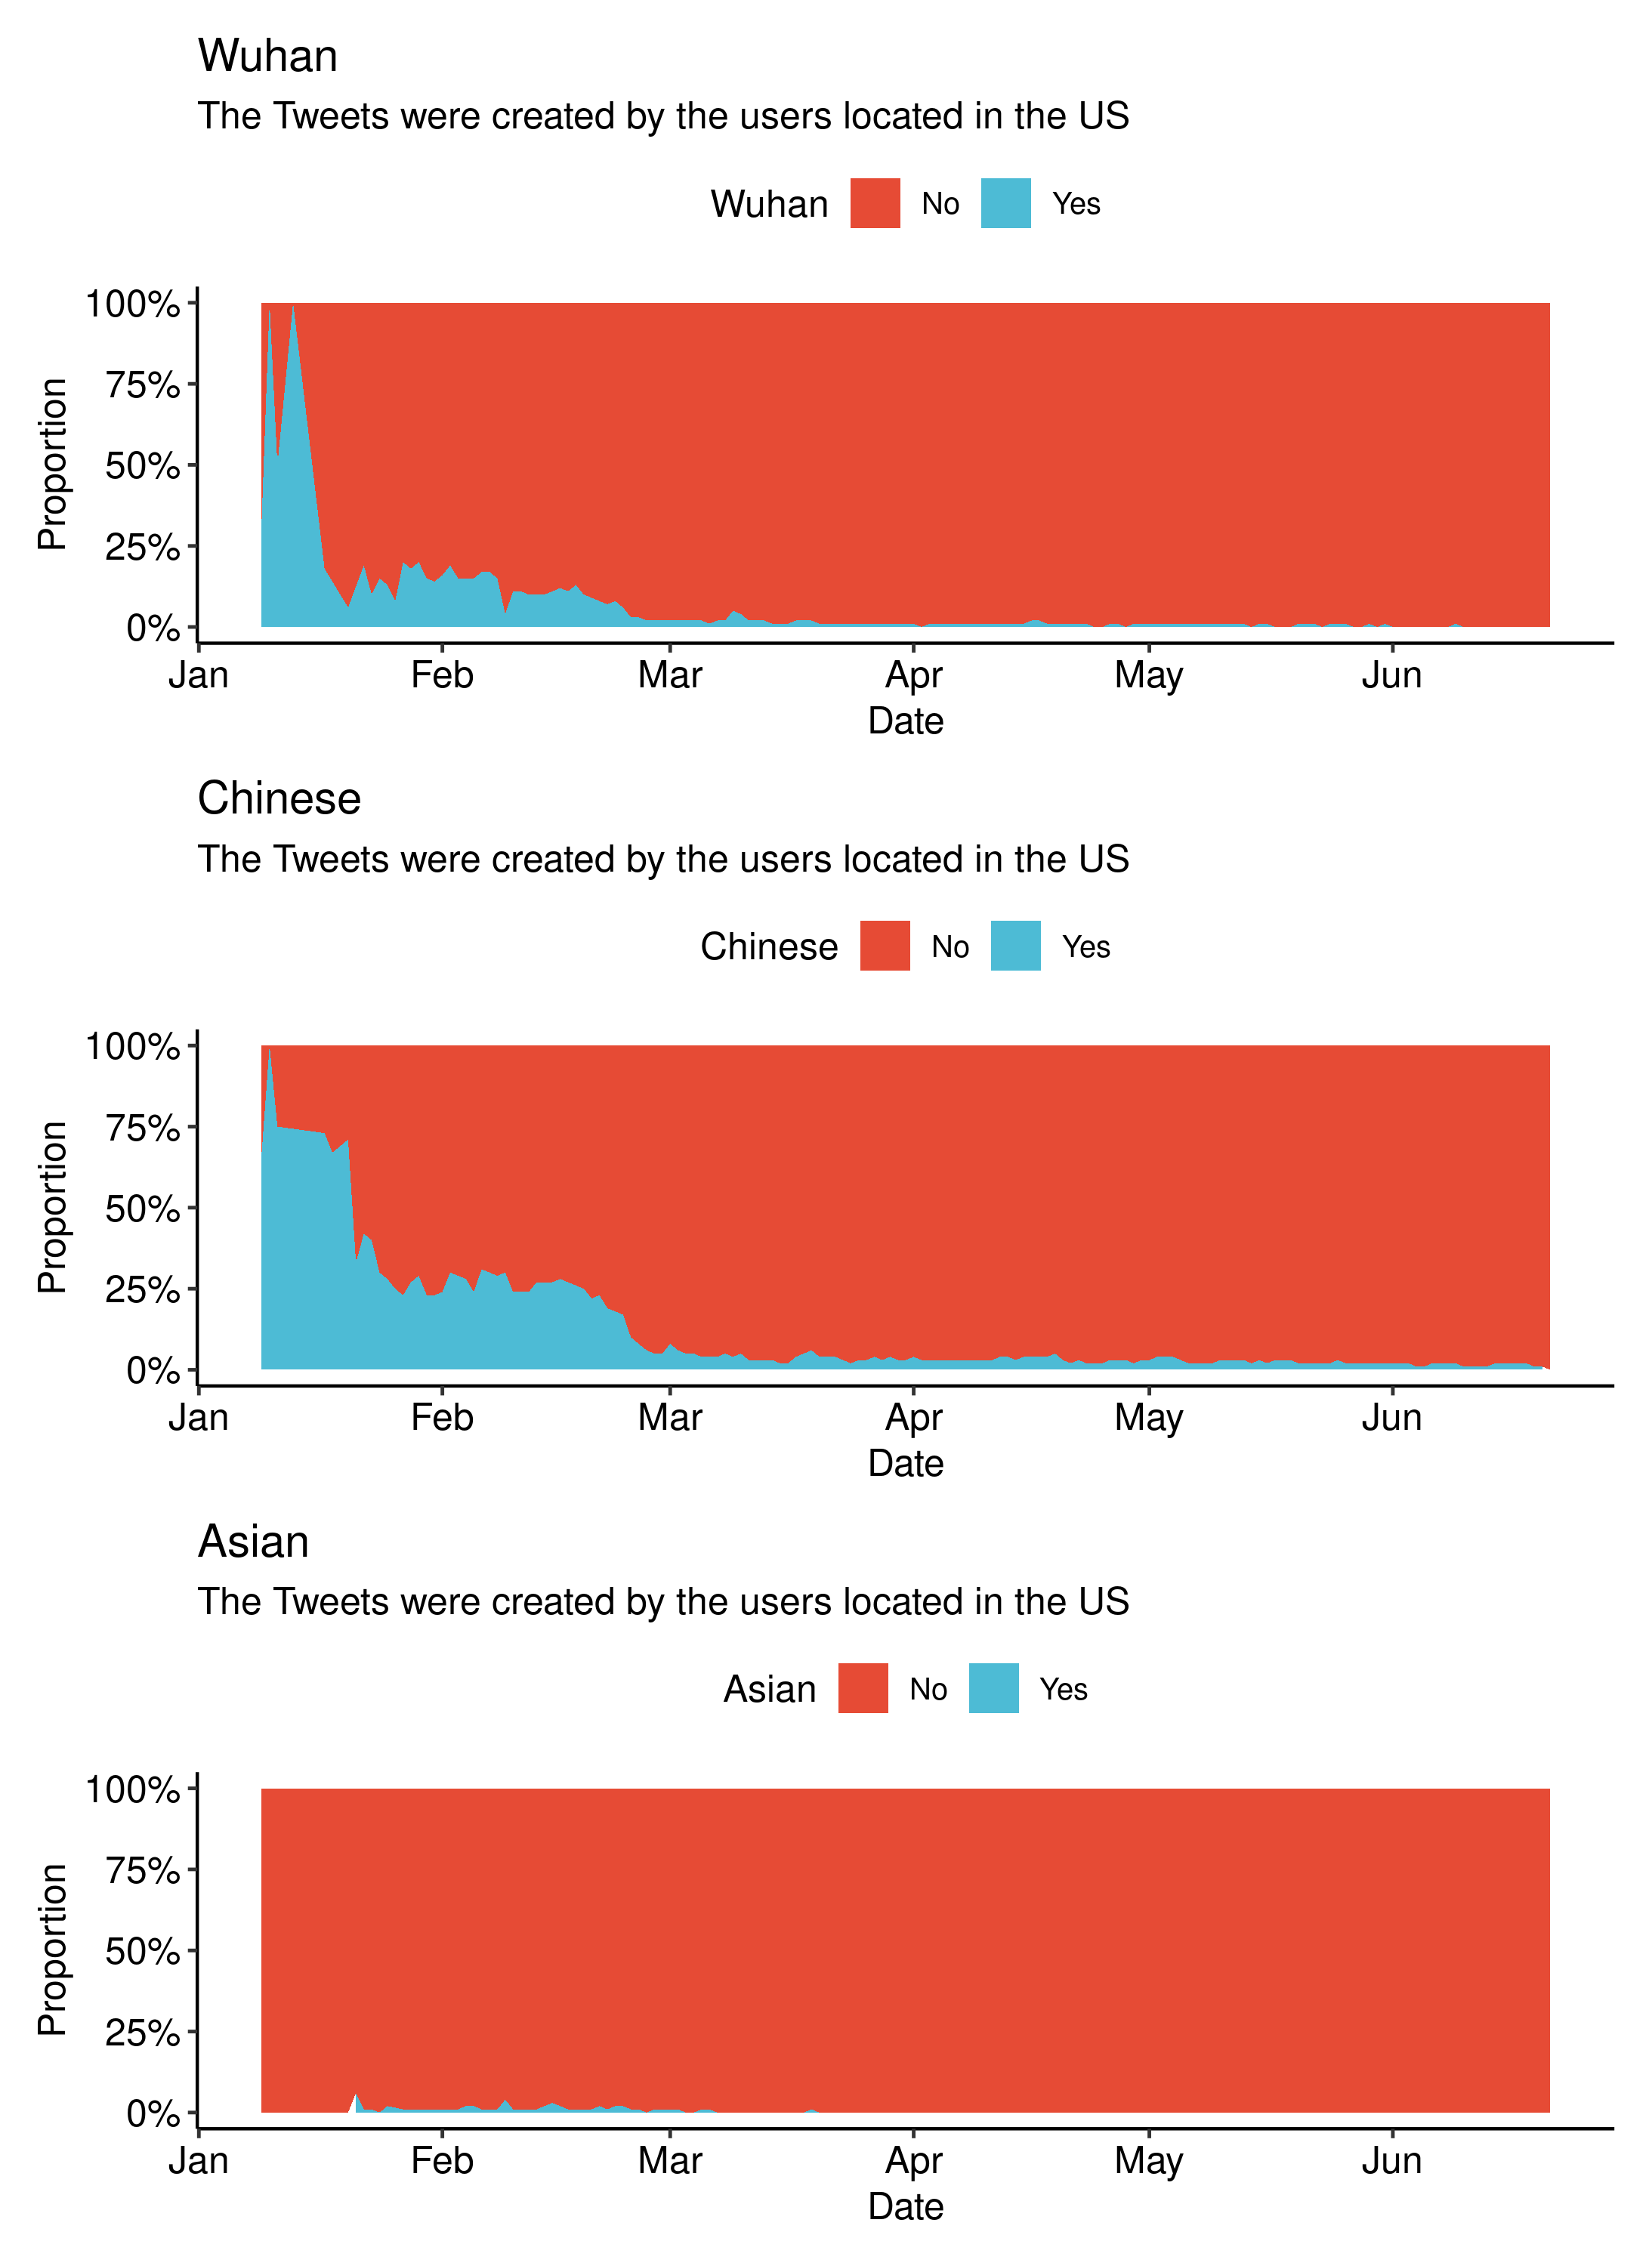 Wuhan
The Tweets were created by the users located in the US
Wuhan No Yes
100%
75%
50%
25%
0%
Proportion
Jan Feb Mar Apr May Jun
Date
Chinese
The Tweets were created by the users located in the US
Chinese No Yes
100%
75%
50%
25%
0%
Proportion
Jan Feb Mar Apr May Jun
Date
Asian
The Tweets were created by the users located in the US
Asian No Yes
100%
75%
50%
25%
0%
Proportion
Jan Feb Mar Apr May Jun
Date